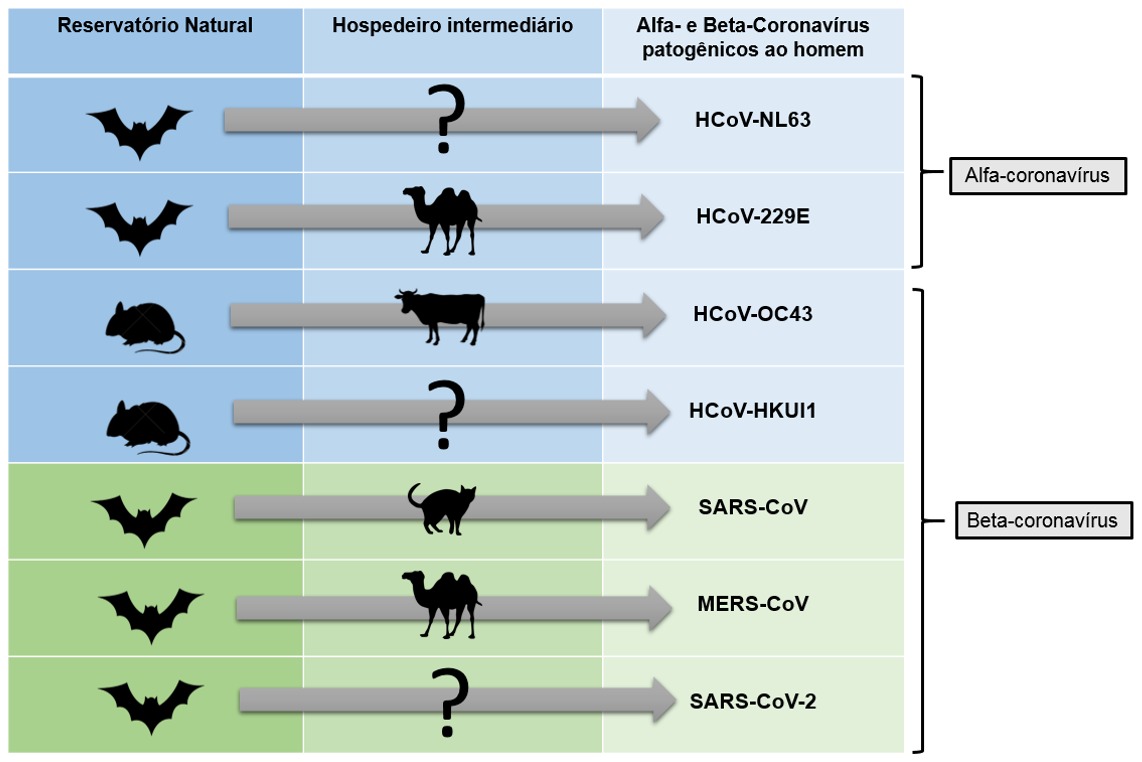 Reservatório Natural
Hospedeiro intermediário
Alfa- e Beta-Coronavírus
patogênicos ao homem
?
HCoV-NL63
HCoV-229E
Alfa-coronavírus
HCoV-OC43
?
HCoV-HKUI1
SARS-CoV
Beta-coronavírus
MERS-CoV
?
SARS-CoV-2